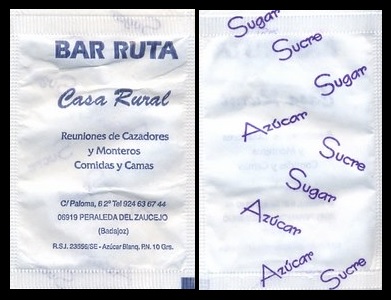 BAR RUTA
Casa Rural
Reuniones de Cazadores
y Monteros
Comidas y Camas
C/ Paloma, 6 2º Tel 924 63 67 44
06919 PERALEDA DEL ZAUCEJO
(Badajoz)
R.S.J. 23556/SE - Azúcar Blanq. P.N. 10 Grs.
Sugar
Sucre
Sugar
Azúcar
Sucre
Sugar
Azúcar
Sucre
Azúcar